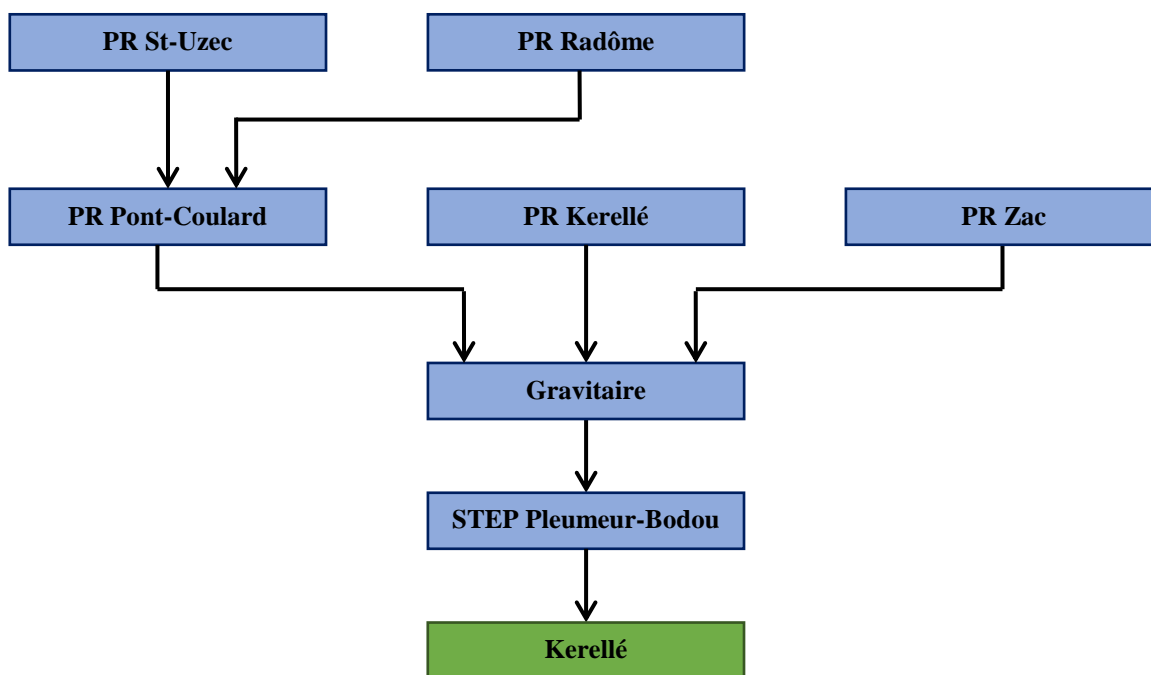 PR St-Uzec
PR Radôme
PR Pont-Coulard
PR Kerellé
PR Zac
Gravitaire
STEP Pleumeur-Bodou
Kerellé